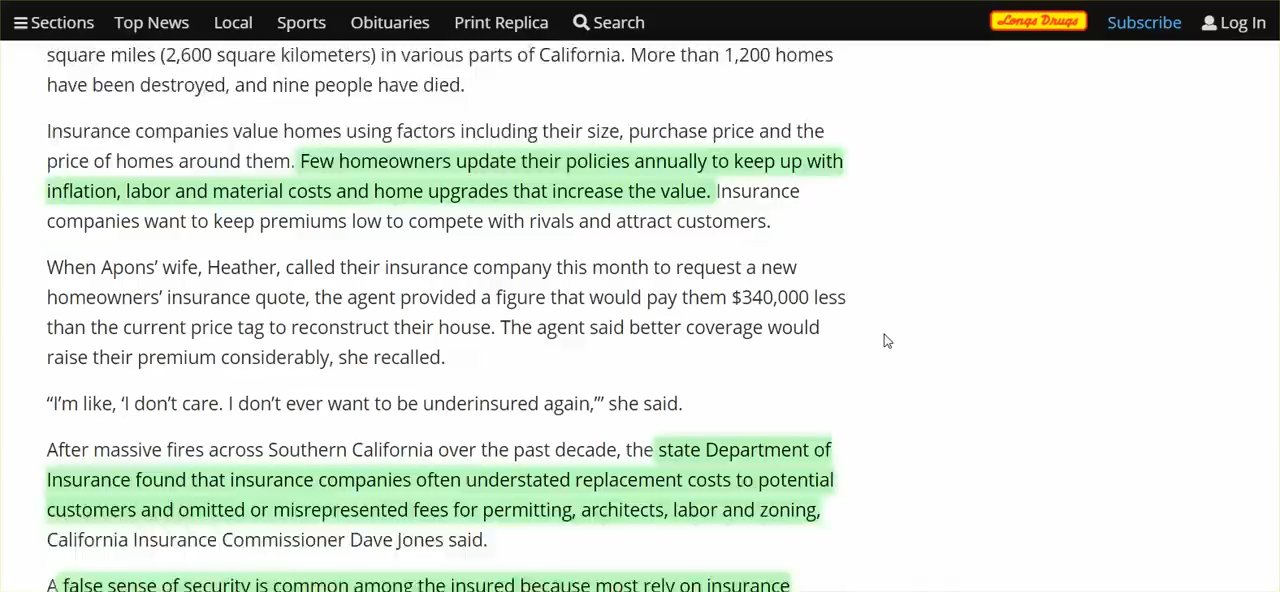 Sections Top News Local Sports Obituaries Print Replica Search Longs Drugs Subscribe Log In
square miles (2,600 square kilometers) in various parts of California. More than 1,200 homes
have been destroyed, and nine people have died.
Insurance companies value homes using factors including their size, purchase price and the
price of homes around them. Few homeowners update their policies annually to keep up with
inflation, labor and material costs and home upgrades that increase the value. Insurance
companies want to keep premiums low to compete with rivals and attract customers.
When Apons’ wife, Heather, called their insurance company this month to request a new
homeowners’ insurance quote, the agent provided a figure that would pay them $340,000 less
than the current price tag to reconstruct their house. The agent said better coverage would
raise their premium considerably, she recalled.
“I’m like, ‘I don’t care. I don’t ever want to be underinsured again,’” she said.
After massive fires across Southern California over the past decade, the state Department of
Insurance found that insurance companies often understated replacement costs to potential
customers and omitted or misrepresented fees for permitting, architects, labor and zoning,
California Insurance Commissioner Dave Jones said.
A false sense of security is common among the insured because most rely on insurance